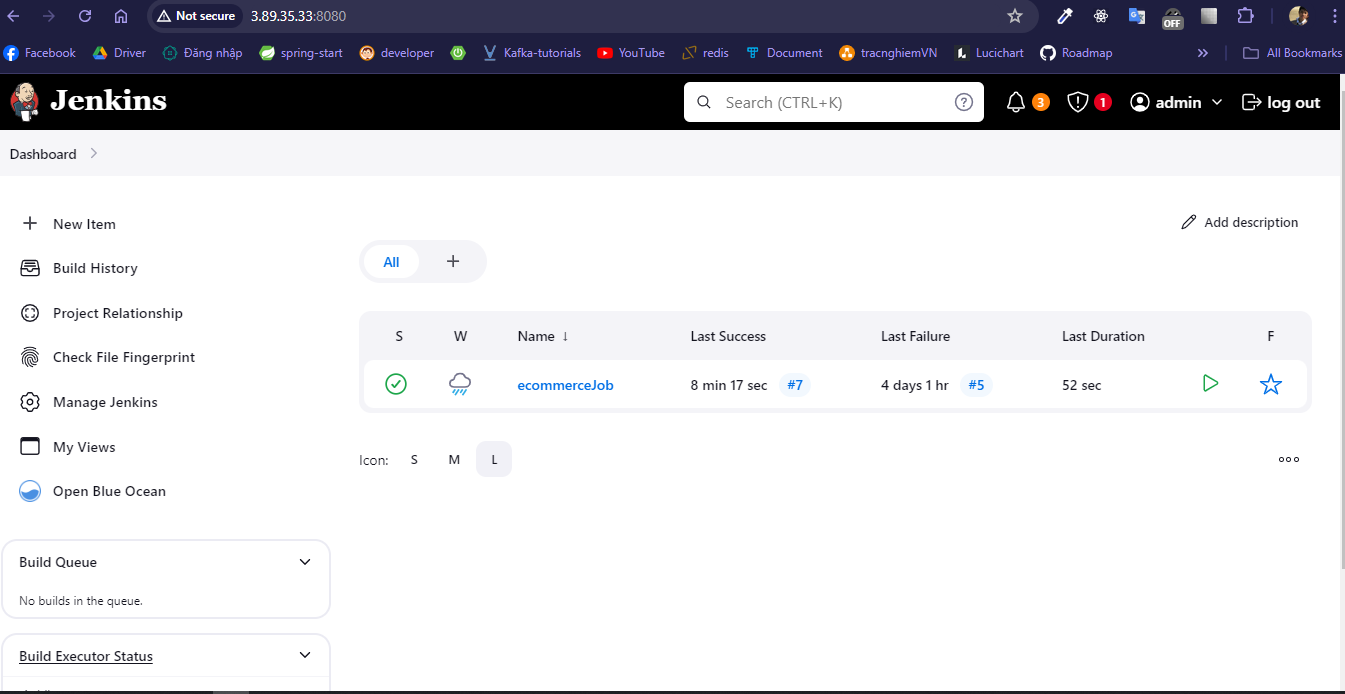 Not secure 3.89.35.33:8080
OFF
Facebook Driver Đăng nhập spring-start developer Kafka-tutorials YouTube redis Document tracnghiemVN Lucichart Roadmap » All Bookmarks
Jenkins Search (CTRL+K) ? 3 1 admin log out
Dashboard
New Item
Build History
Project Relationship
Check File Fingerprint
Manage Jenkins
My Views
Open Blue Ocean
Build Queue
No builds in the queue.
Build Executor Status
Add description
All +
S W Name ↓ Last Success Last Failure Last Duration F
ecommerceJob 8 min 17 sec #7 4 days 1 hr #5 52 sec
Icon: S M L